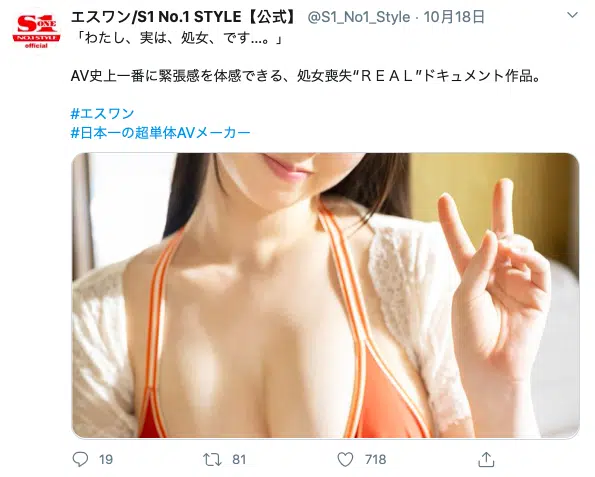 S1 ONE
NO.1 STYLE
official
エスワン/S1 No.1 STYLE【公式】 @S1_No1_Style · 10月18日
「わたし、実は、処女、です…。」
AV史上一番に緊張感を体感できる、処女喪失“ＲＥＡＬ”ドキュメント作品。
#エスワン
#日本一の超単体AVメーカー
19 81 718